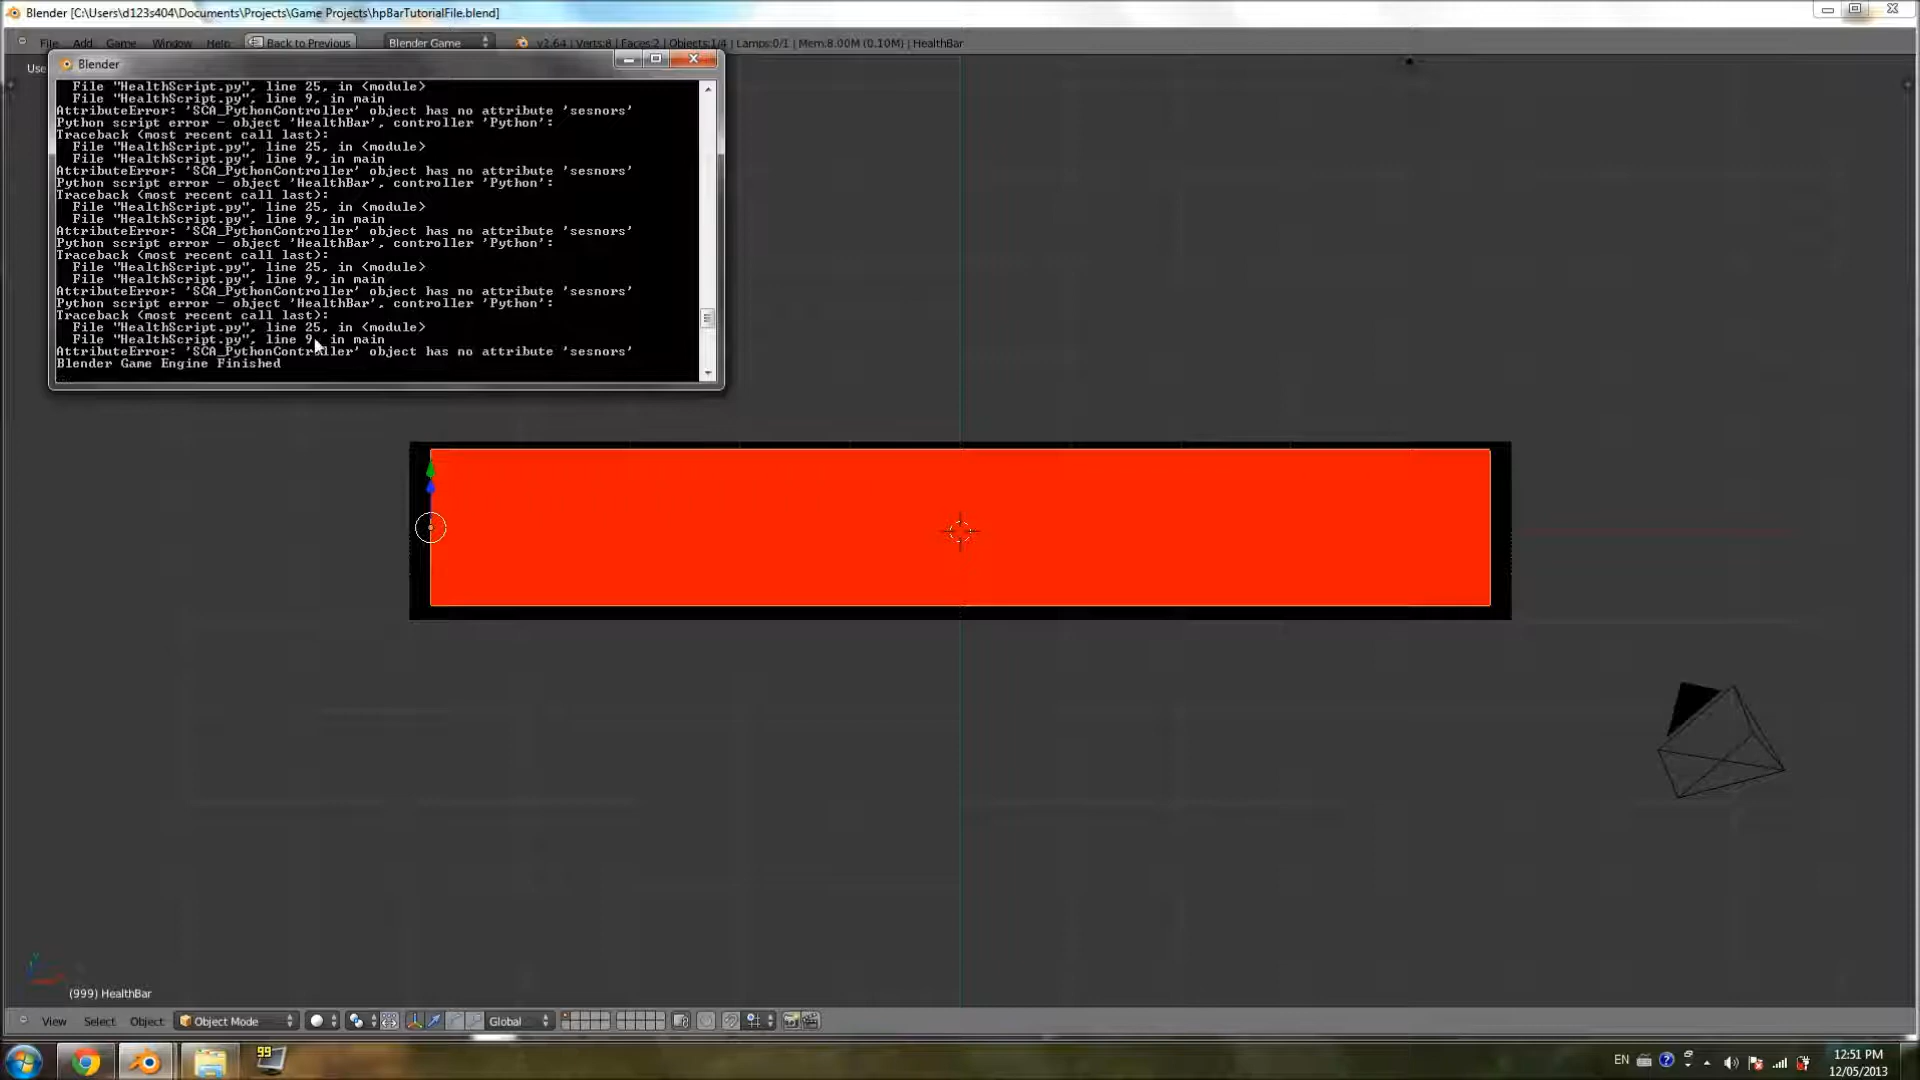 Blender [C:\Users\d123s404\Documents\Projects\Game Projects\hpBarTutorialFile.blend]
File Add Game Window Help Back to Previous Blender Game v2.64 | Verts:8 | Faces:2 | Objects:1/4 | Lamps:0/1 | Mem:8.00M (0.10M) | HealthBar
Use
Blender
File "HealthScript.py", line 25, in <module>
File "HealthScript.py", line 9, in main
AttributeError: 'SCA_PythonController' object has no attribute 'sesnors'
Python script error - object 'HealthBar', controller 'Python':
Traceback (most recent call last):
File "HealthScript.py", line 25, in <module>
File "HealthScript.py", line 9, in main
AttributeError: 'SCA_PythonController' object has no attribute 'sesnors'
Python script error - object 'HealthBar', controller 'Python':
Traceback (most recent call last):
File "HealthScript.py", line 25, in <module>
File "HealthScript.py", line 9, in main
AttributeError: 'SCA_PythonController' object has no attribute 'sesnors'
Python script error - object 'HealthBar', controller 'Python':
Traceback (most recent call last):
File "HealthScript.py", line 25, in <module>
File "HealthScript.py", line 9, in main
AttributeError: 'SCA_PythonController' object has no attribute 'sesnors'
Python script error - object 'HealthBar', controller 'Python':
Traceback (most recent call last):
File "HealthScript.py", line 25, in <module>
File "HealthScript.py", line 9, in main
AttributeError: 'SCA_PythonController' object has no attribute 'sesnors'
Blender Game Engine Finished
(999) HealthBar
View Select Object Object Mode Global
99
EN
12:51 PM
12/05/2013